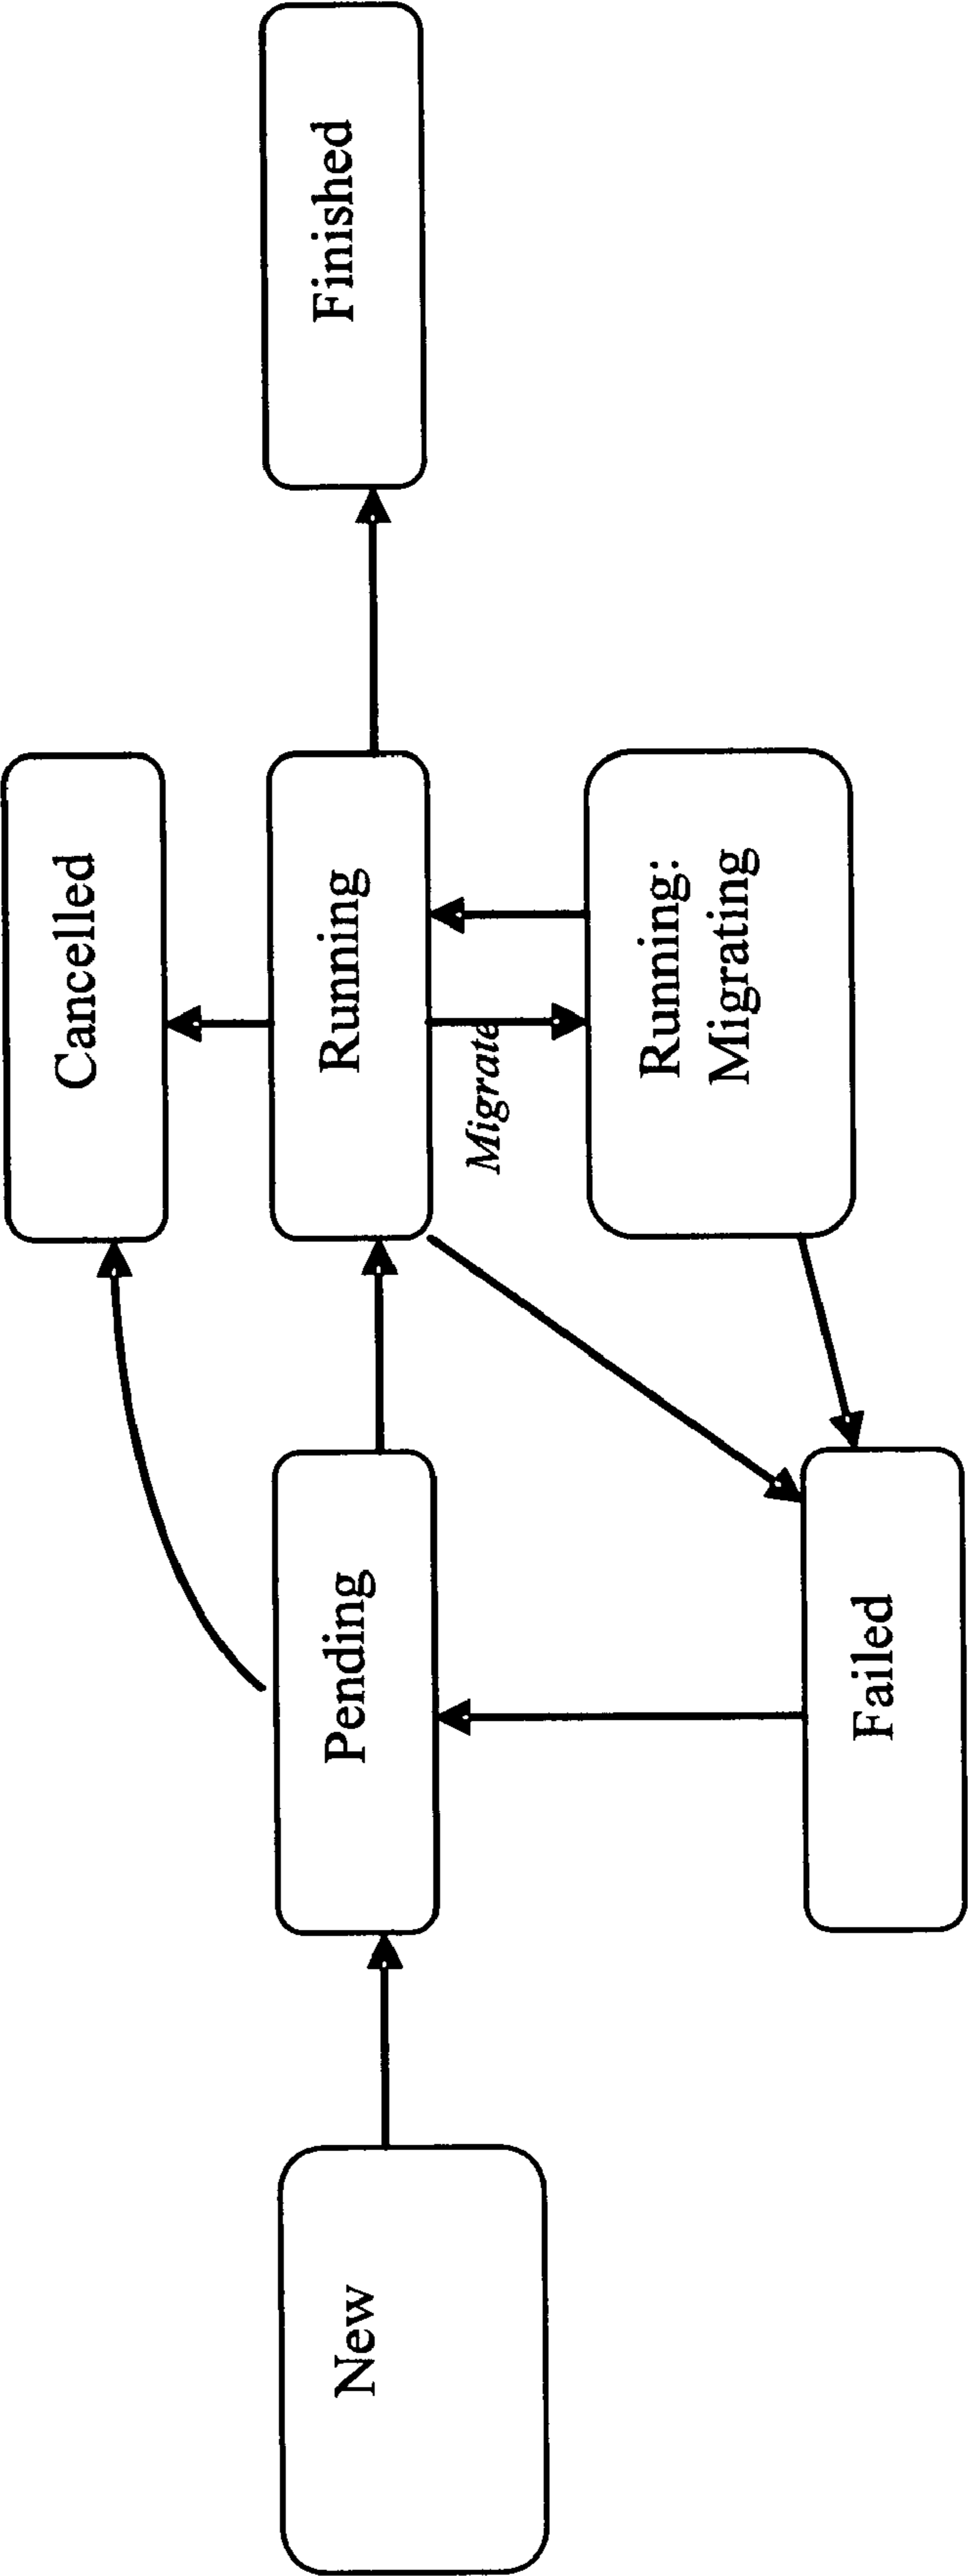 Cancelled
New
Pending
Running
Finished
Migrate
Running:
Migrating
Failed